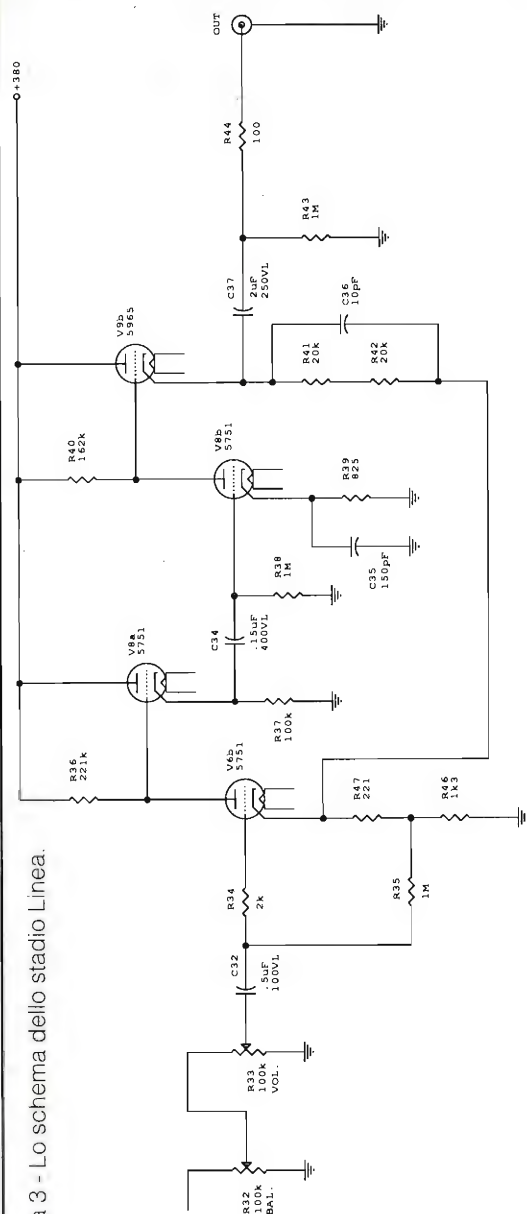 a 3 - Lo schema dello stadio Linea.
+380
R32
100k
BAL.
R33
100k
VOL.
C32
.5uF
100VL
R34
2k
R35
1M
R36
221k
V6b
5751
R47
221
R46
1k3
V8a
5751
R37
100k
C34
.15uF
400VL
R38
1M
R40
162k
V8b
5751
C35
150pF
R39
825
V9b
5965
R41
20k
R42
20k
C36
10pF
C37
2uF
250VL
R43
1M
R44
100
OUT